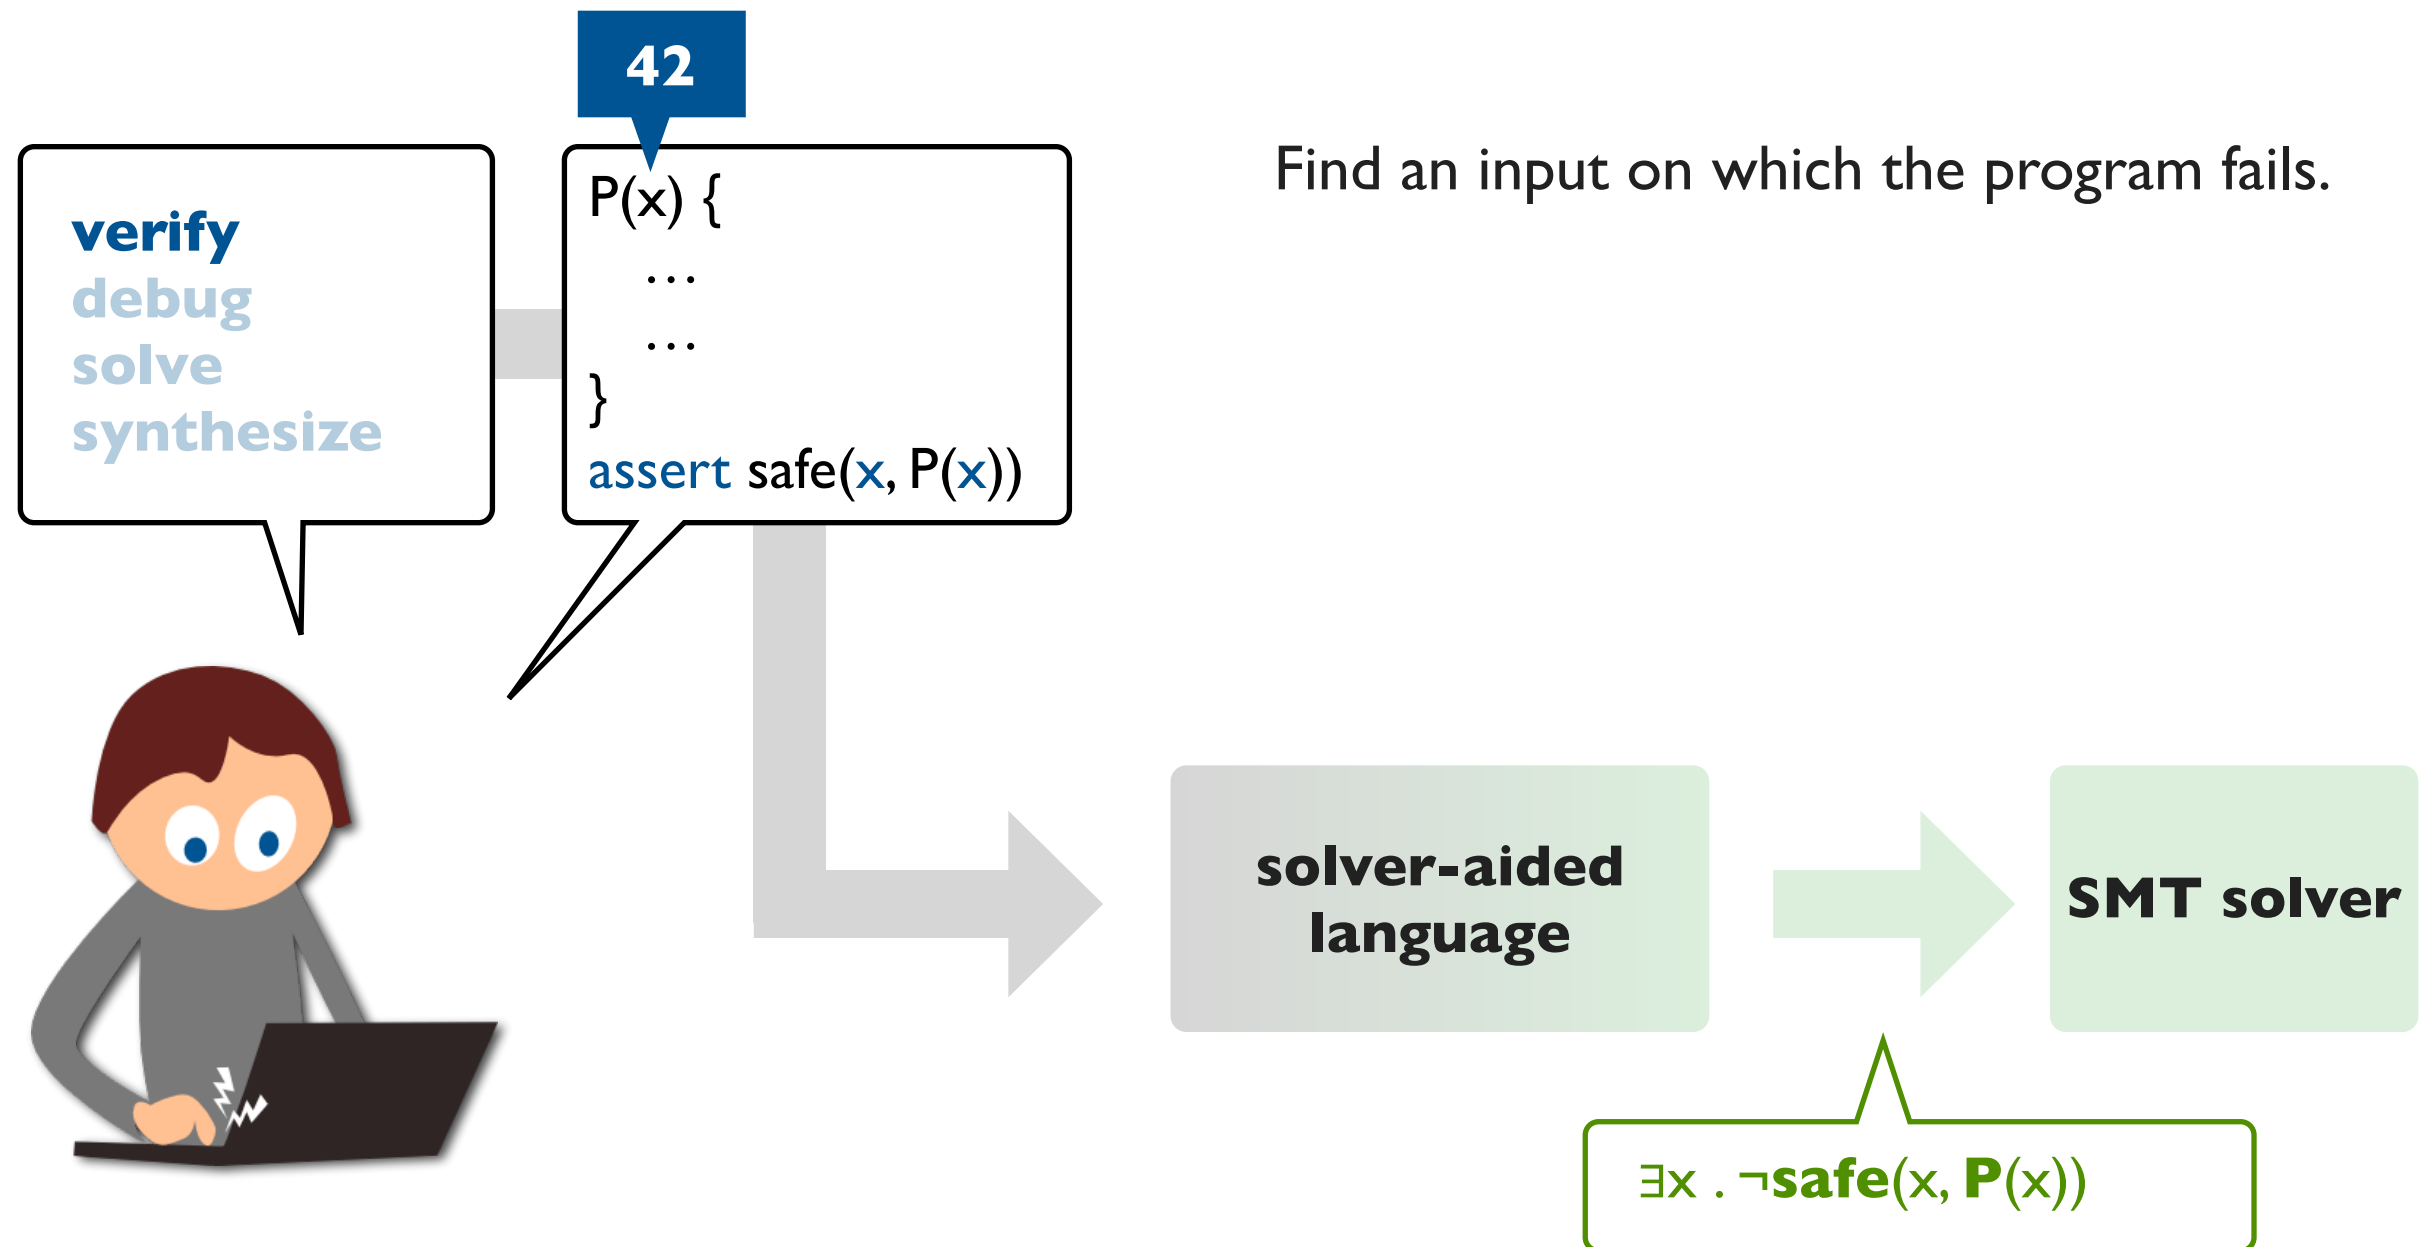 42
verify
debug
solve
synthesize
P(x) {
…
…
}
assert safe(x, P(x))
Find an input on which the program fails.
solver-aided
language
SMT solver
∃x . ¬safe(x, P(x))